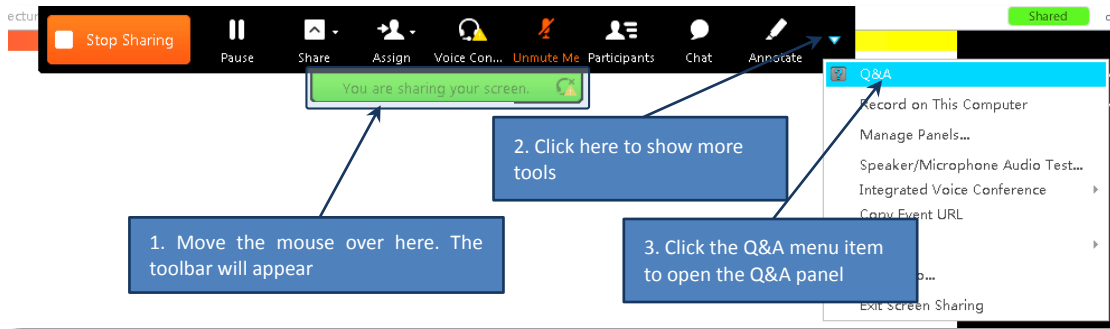 ectur
Shared
Stop Sharing
Pause
Share
Assign
Voice Con...
Unmute Me
Participants
Chat
Annotate
You are sharing your screen.
Q&A
Record on This Computer
Manage Panels...
Speaker/Microphone Audio Test...
Integrated Voice Conference
Copy Event URL
Exit Screen Sharing
2. Click here to show more
tools
1. Move the mouse over here. The
toolbar will appear
3. Click the Q&A menu item
to open the Q&A panel